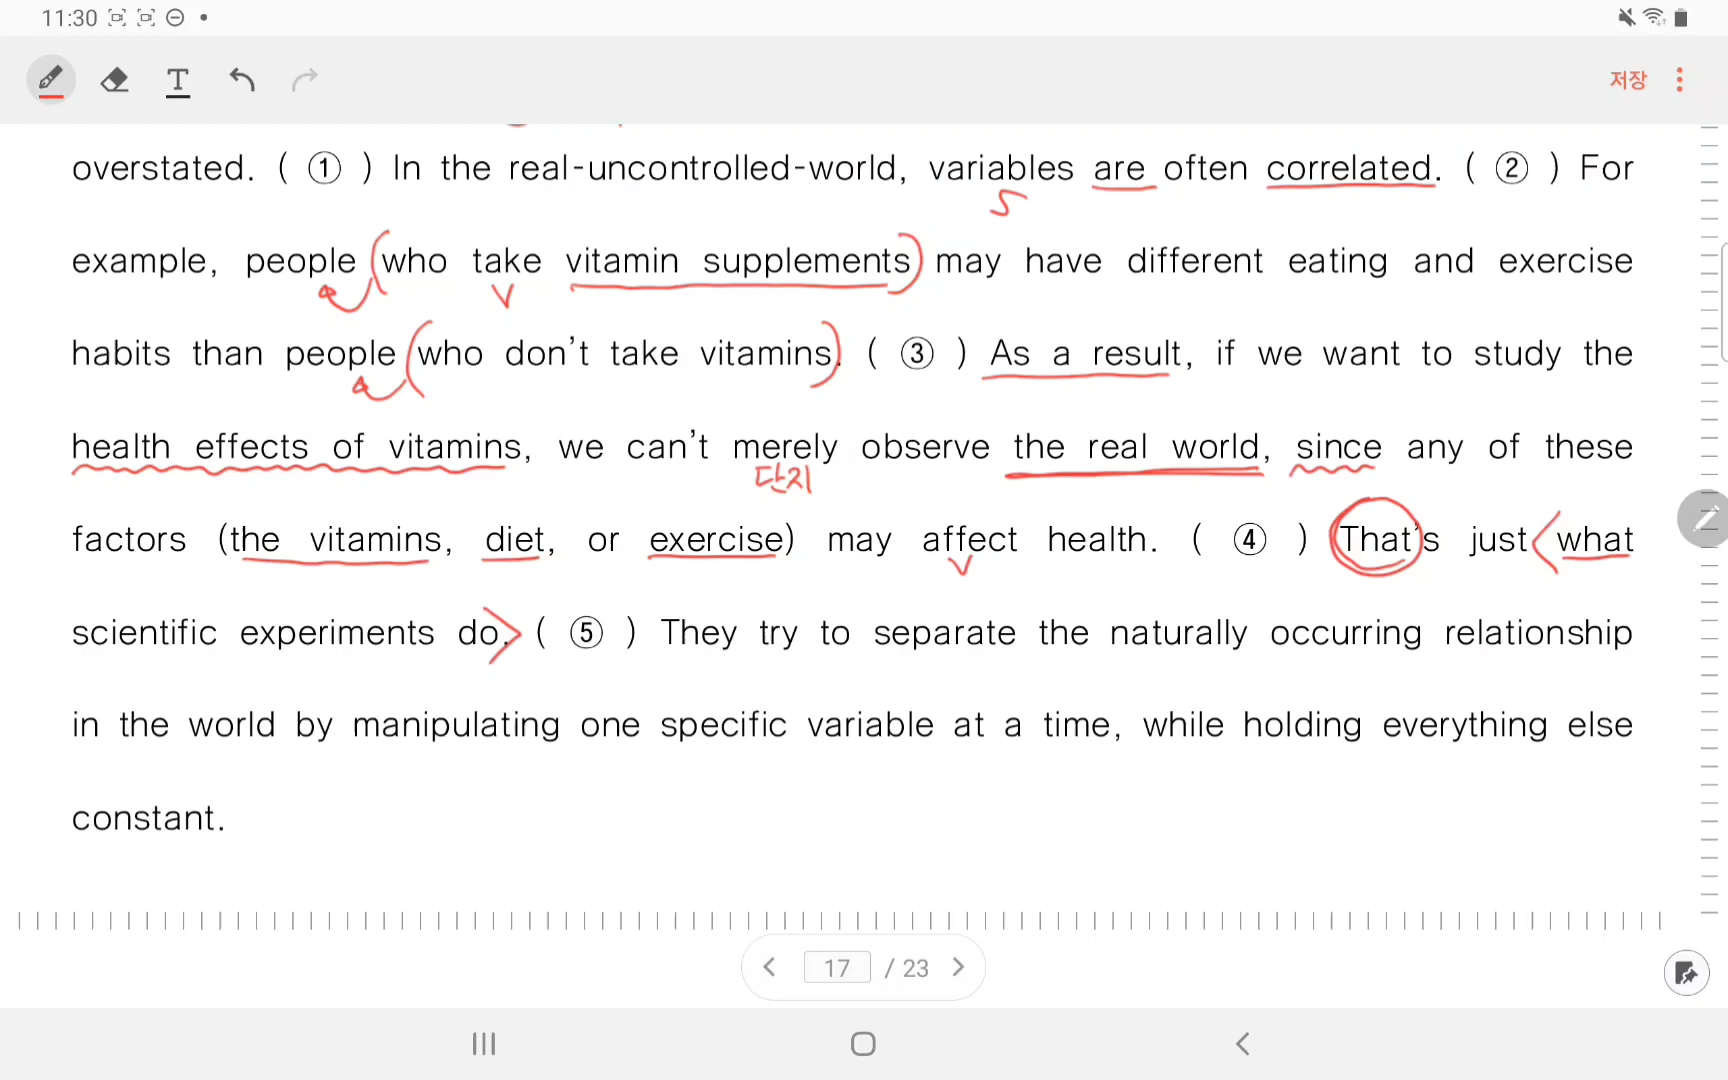 11:30
T
저장
overstated. ( ① ) In the real-uncontrolled-world, variables are often correlated. ( ② ) For
S
example, people (who take vitamin supplements) may have different eating and exercise
V
habits than people (who don't take vitamins). ( ③ ) As a result, if we want to study the
health effects of vitamins, we can't merely observe the real world, since any of these
단지
factors (the vitamins, diet, or exercise) may affect health. ( ④ ) That's just <what
V
scientific experiments do.> ( ⑤ ) They try to separate the naturally occurring relationship
in the world by manipulating one specific variable at a time, while holding everything else
constant.
17 / 23